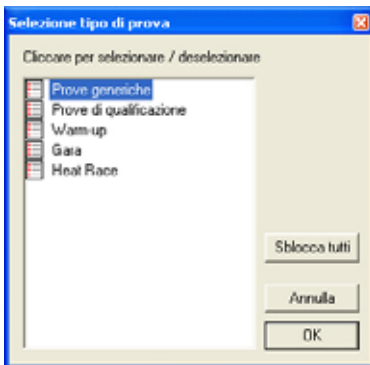 Selezione tipo di prova
Cliccare per selezionare / deselezionare
Prove generiche
Prove di qualificazione
Warm-up
Gara
Heat Race
Sblocca tutti
Annulla
OK